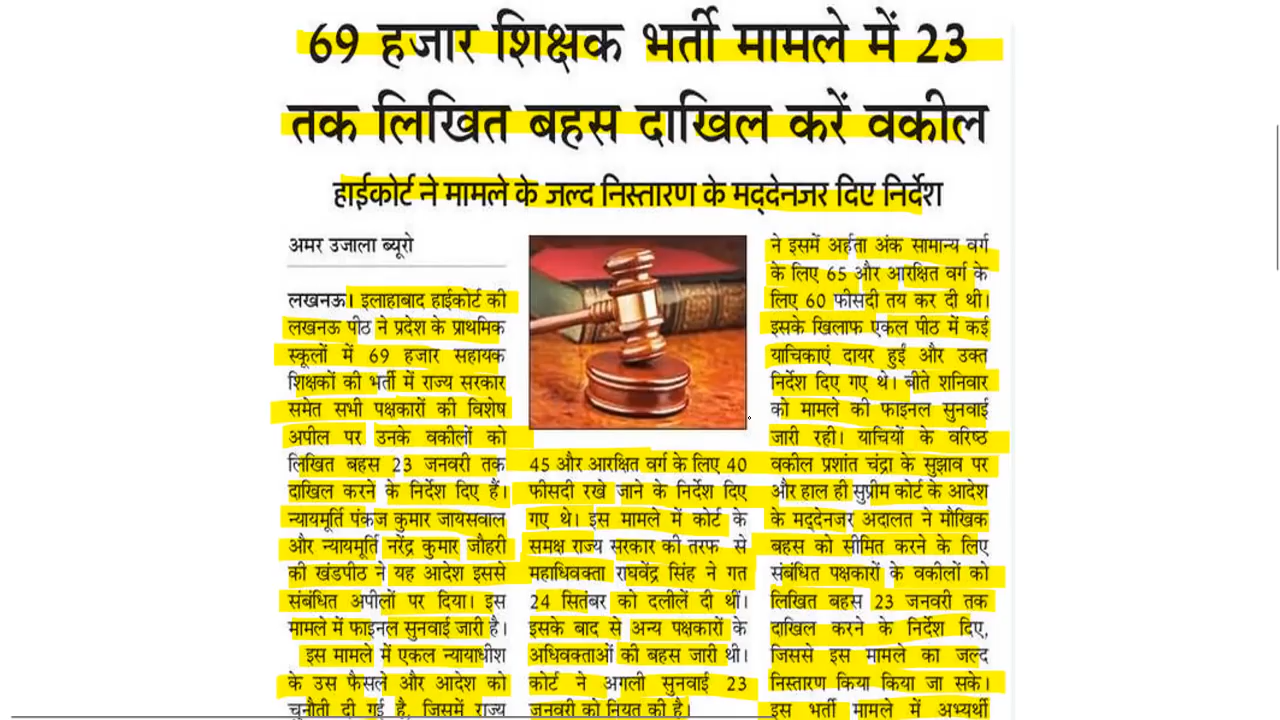 69 हजार शिक्षक भर्ती मामले में 23
तक लिखित बहस दाखिल करें वकील
हाईकोर्ट ने मामले के जल्द निस्तारण के मद्देनजर दिए निर्देश
अमर उजाला ब्यूरो
लखनऊ। इलाहाबाद हाईकोर्ट की
लखनऊ पीठ ने प्रदेश के प्राथमिक
स्कूलों में 69 हजार सहायक
शिक्षकों की भर्ती में राज्य सरकार
समेत सभी पक्षकारों की विशेष
अपील पर उनके वकीलों को
लिखित बहस 23 जनवरी तक
दाखिल करने के निर्देश दिए हैं।
न्यायमूर्ति पंकज कुमार जायसवाल
और न्यायमूर्ति नरेंद्र कुमार जौहरी
की खंडपीठ ने यह आदेश इससे
संबंधित अपीलों पर दिया। इस
मामले में फाइनल सुनवाई जारी है।
इस मामले में एकल न्यायाधीश
के उस फैसले और आदेश को
चुनौती दी गई है, जिसमें राज्य
45 और आरक्षित वर्ग के लिए 40
फीसदी रखे जाने के निर्देश दिए
गए थे। इस मामले में कोर्ट के
समक्ष राज्य सरकार की तरफ से
महाधिवक्ता राघवेंद्र सिंह ने गत
24 सितंबर को दलीलें दी थीं।
इसके बाद से अन्य पक्षकारों के
अधिवक्ताओं की बहस जारी थी।
कोर्ट ने अगली सुनवाई 23
जनवरी को नियत की है।
ने इसमें अर्हता अंक सामान्य वर्ग
के लिए 65 और आरक्षित वर्ग के
लिए 60 फीसदी तय कर दी थी।
इसके खिलाफ एकल पीठ में कई
याचिकाएं दायर हुईं और उक्त
निर्देश दिए गए थे। बीते शनिवार
को मामले की फाइनल सुनवाई
जारी रही। याचियों के वरिष्ठ
वकील प्रशांत चंद्रा के सुझाव पर
और हाल ही सुप्रीम कोर्ट के आदेश
के मद्देनजर अदालत ने मौखिक
बहस को सीमित करने के लिए
संबंधित पक्षकारों के वकीलों को
लिखित बहस 23 जनवरी तक
दाखिल करने के निर्देश दिए,
जिससे इस मामले का जल्द
निस्तारण किया किया जा सके।
इस भर्ती मामले में अभ्यर्थी